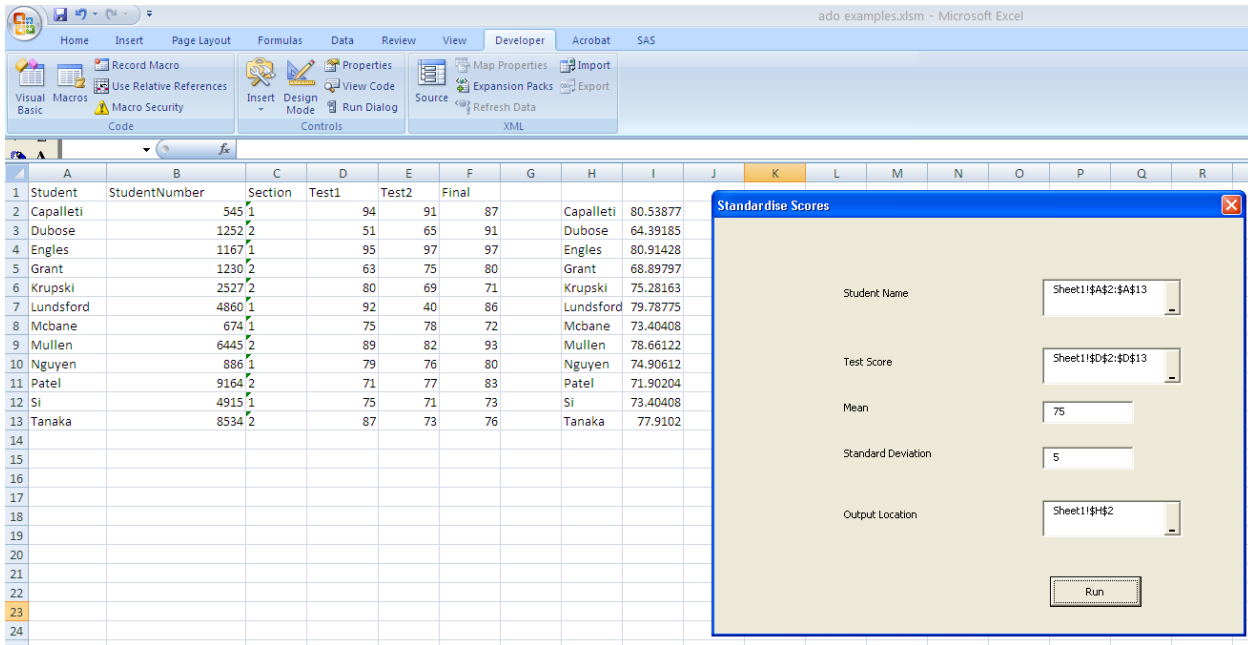 ado examples.xlsm - Microsoft Excel
Home Insert Page Layout Formulas Data Review View Developer Acrobat SAS
Visual Basic
Macros
Record Macro
Use Relative References
Macro Security
Code
Insert
Design Mode
Properties
View Code
Run Dialog
Controls
Source
Map Properties
Expansion Packs
Refresh Data
Import
Export
XML
fx
A B C D E F G H I J K L M N O P Q R
1 Student StudentNumber Section Test1 Test2 Final
2 Capalleti 545 1 94 91 87 Capalleti 80.53877
3 Dubose 1252 2 51 65 91 Dubose 64.39185
4 Engles 1167 1 95 97 97 Engles 80.91428
5 Grant 1230 2 63 75 80 Grant 68.89797
6 Krupski 2527 2 80 69 71 Krupski 75.28163
7 Lundsford 4860 1 92 40 86 Lundsford 79.78775
8 Mcbane 674 1 75 78 72 Mcbane 73.40408
9 Mullen 6445 2 89 82 93 Mullen 78.66122
10 Nguyen 886 1 79 76 80 Nguyen 74.90612
11 Patel 9164 2 71 77 83 Patel 71.90204
12 Si 4915 1 75 71 73 Si 73.40408
13 Tanaka 8534 2 87 73 76 Tanaka 77.9102
14
15
16
17
18
19
20
21
22
23
24
Standardise Scores
Student Name Sheet1!$A$2:$A$13
Test Score Sheet1!$D$2:$D$13
Mean 75
Standard Deviation 5
Output Location Sheet1!$H$2
Run